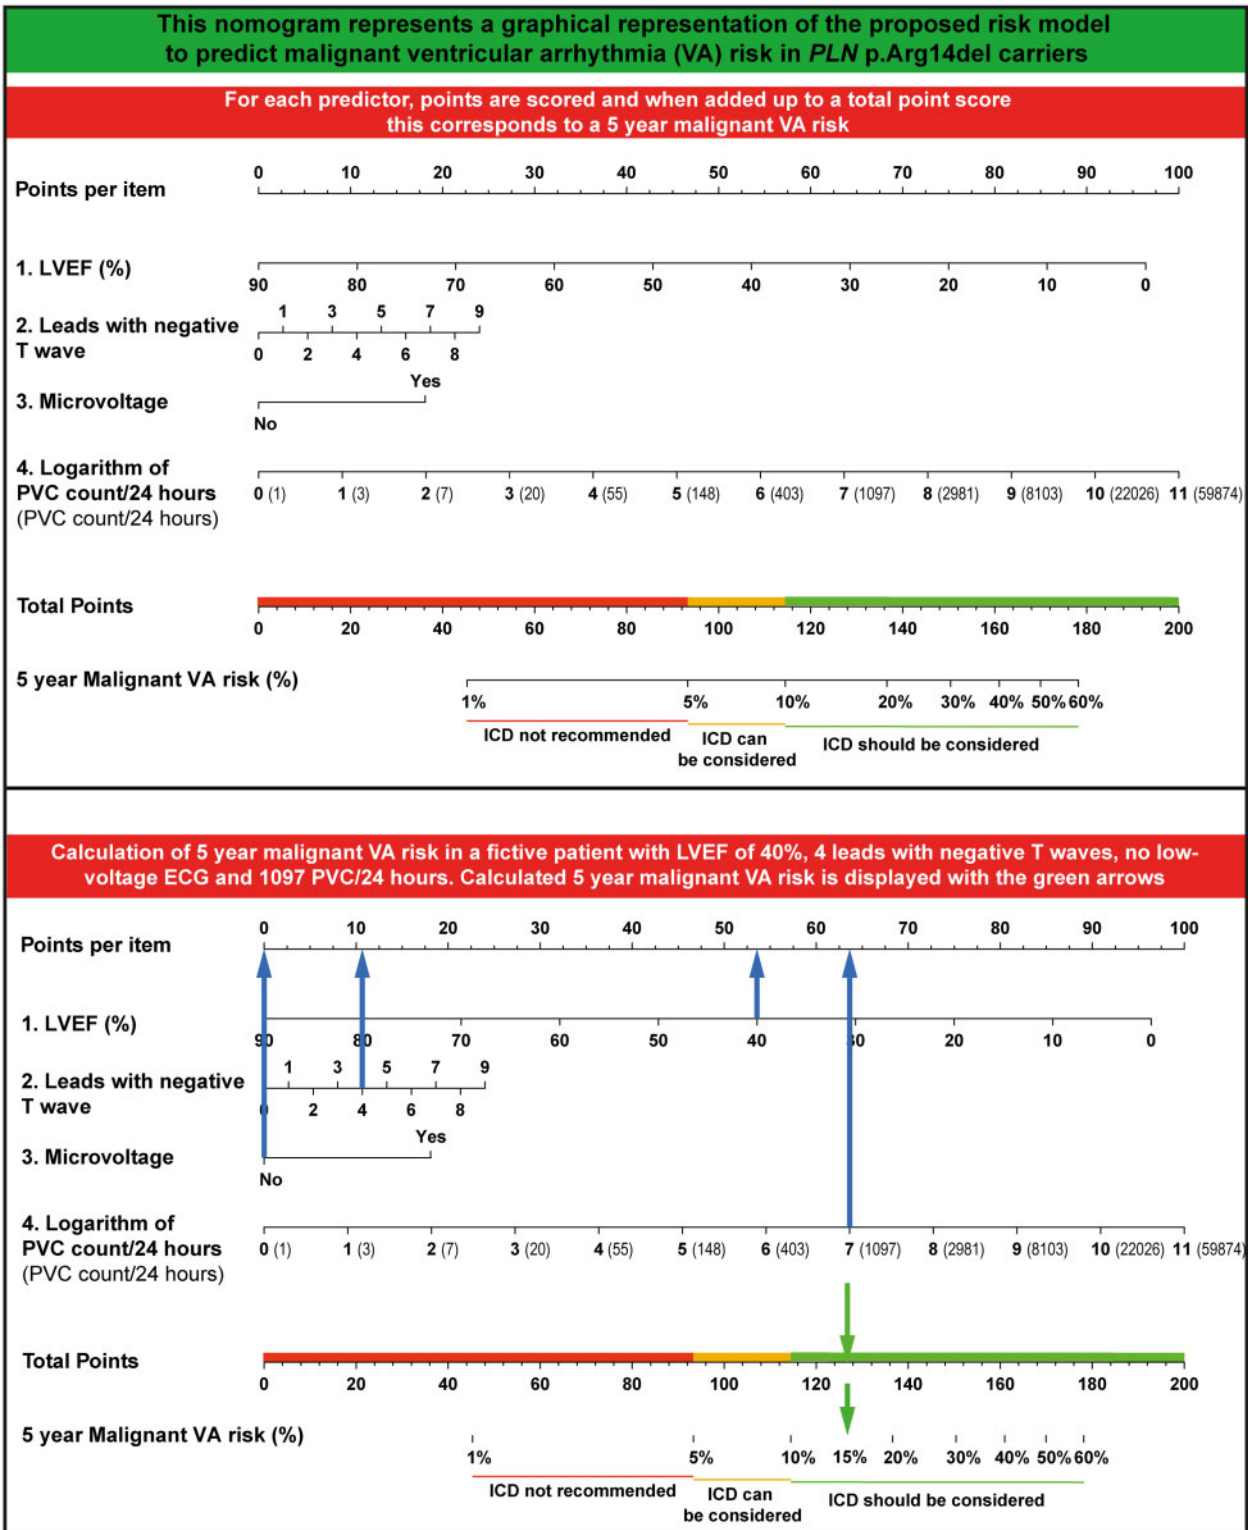 This nomogram represents a graphical representation of the proposed risk model
to predict malignant ventricular arrhythmia (VA) risk in PLN p.Arg14del carriers
For each predictor, points are scored and when added up to a total point score
this corresponds to a 5 year malignant VA risk
0 10 20 30 40 50 60 70 80 90 100
Points per item
1. LVEF (%)
90 80 70 60 50 40 30 20 10 0
1 3 5 7 9
2. Leads with negative
T wave
0 2 4 6 8
Yes
3. Microvoltage
No
4. Logarithm of
PVC count/24 hours
(PVC count/24 hours)
0 (1) 1 (3) 2 (7) 3 (20) 4 (55) 5 (148) 6 (403) 7 (1097) 8 (2981) 9 (8103) 10 (22026) 11 (59874)
Total Points
0 20 40 60 80 100 120 140 160 180 200
5 year Malignant VA risk (%)
1% 5% 10% 20% 30% 40% 50% 60%
ICD not recommended
ICD can
be considered
ICD should be considered
Calculation of 5 year malignant VA risk in a fictive patient with LVEF of 40%, 4 leads with negative T waves, no low-
voltage ECG and 1097 PVC/24 hours. Calculated 5 year malignant VA risk is displayed with the green arrows
0 10 20 30 40 50 60 70 80 90 100
Points per item
1. LVEF (%)
90 80 70 60 50 40 30 20 10 0
1 3 5 7 9
2. Leads with negative
T wave
0 2 4 6 8
Yes
3. Microvoltage
No
4. Logarithm of
PVC count/24 hours
(PVC count/24 hours)
0 (1) 1 (3) 2 (7) 3 (20) 4 (55) 5 (148) 6 (403) 7 (1097) 8 (2981) 9 (8103) 10 (22026) 11 (59874)
Total Points
0 20 40 60 80 100 120 140 160 180 200
5 year Malignant VA risk (%)
1% 5% 10% 15% 20% 30% 40% 50% 60%
ICD not recommended
ICD can
be considered
ICD should be considered